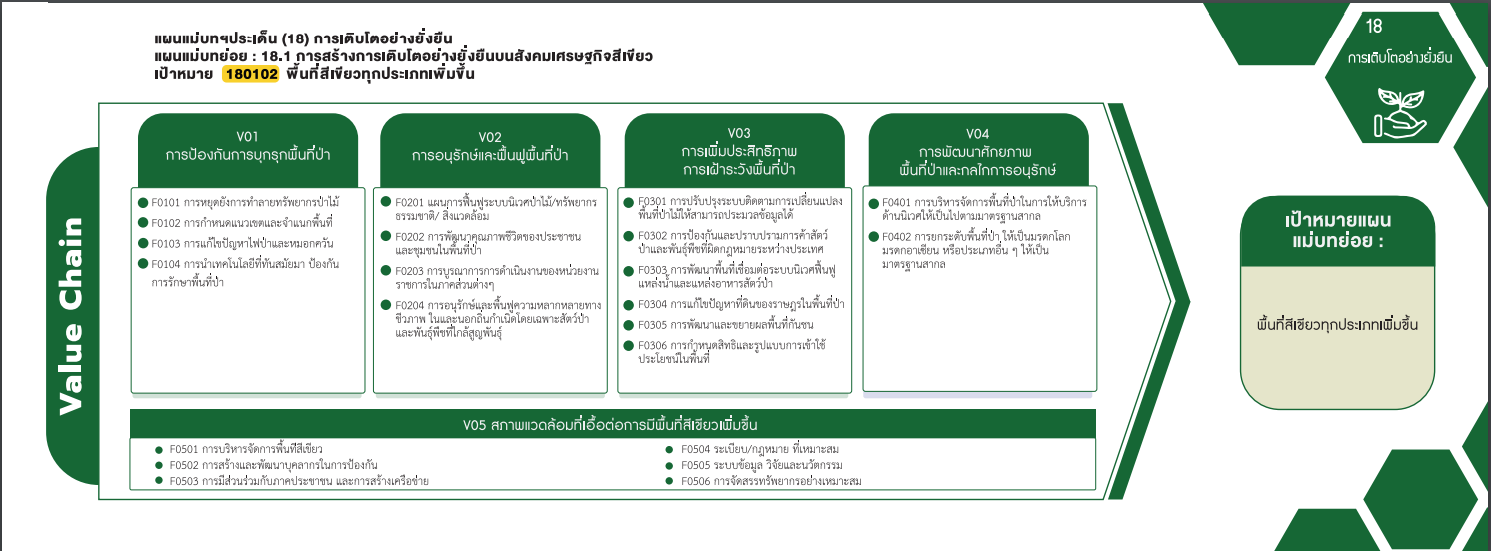 แผนแม่บทฯประเด็น (18) การเติบโตอย่างยั่งยืน
แผนแม่บทย่อย : 18.1 การสร้างการเติบโตอย่างยั่งยืนบนสังคมเศรษฐกิจสีเขียว
เป้าหมาย 180102 พื้นที่สีเขียวทุกประเภทเพิ่มขึ้น
18
การเติบโตอย่างยั่งยืน
Value Chain
V01
การป้องกันการบุกรุกพื้นที่ป่า
F0101 การหยุดยั้งการทำลายทรัพยากรป่าไม้
F0102 การกำหนดแนวเขตและจำแนกพื้นที่
F0103 การแก้ไขปัญหาไฟป่าและหมอกควัน
F0104 การนำเทคโนโลยีที่ทันสมัยมา ป้องกัน
การรักษาพื้นที่ป่า
V02
การอนุรักษ์และฟื้นฟูพื้นที่ป่า
F0201 แผนการฟื้นฟูระบบนิเวศป่าไม้/ทรัพยากร
ธรรมชาติ/ สิ่งแวดล้อม
F0202 การพัฒนาคุณภาพชีวิตของประชาชน
และชุมชนในพื้นที่ป่า
F0203 การบูรณาการการดำเนินงานของหน่วยงาน
ราชการในภาคส่วนต่างๆ
F0204 การอนุรักษ์และฟื้นฟูความหลากหลายทาง
ชีวภาพ ในและนอกถิ่นกำเนิดโดยเฉพาะสัตว์ป่า
และพันธุ์พืชที่ใกล้สูญพันธุ์
V03
การเพิ่มประสิทธิภาพ
การเฝ้าระวังพื้นที่ป่า
F0301 การปรับปรุงระบบติดตามการเปลี่ยนแปลง
พื้นที่ป่าไม้ให้สามารถประมวลข้อมูลได้
F0302 การป้องกันและปราบปรามการค้าสัตว์
ป่าและพันธุ์พืชที่ผิดกฎหมายระหว่างประเทศ
F0303 การพัฒนาพื้นที่เชื่อมต่อระบบนิเวศฟื้นฟู
แหล่งน้ำและแหล่งอาหารสัตว์ป่า
F0304 การแก้ไขปัญหาที่ดินของราษฎรในพื้นที่ป่า
F0305 การพัฒนาและขยายผลพื้นที่กันชน
F0306 การกำหนดสิทธิและรูปแบบการเข้าใช้
ประโยชน์ในพื้นที่
V04
การพัฒนาศักยภาพ
พื้นที่ป่าและกลไกการอนุรักษ์
F0401 การบริหารจัดการพื้นที่ป่าในการให้บริการ
ด้านนิเวศให้เป็นไปตามมาตรฐานสากล
F0402 การยกระดับพื้นที่ป่า ให้เป็นมรดกโลก
มรดกอาเซียน หรือประเภทอื่น ๆ ให้เป็น
มาตรฐานสากล
V05 สภาพแวดล้อมที่เอื้อต่อการมีพื้นที่สีเขียวเพิ่มขึ้น
F0501 การบริหารจัดการพื้นที่สีเขียว
F0502 การสร้างและพัฒนาบุคลากรในการป้องกัน
F0503 การมีส่วนร่วมกับภาคประชาชน และการสร้างเครือข่าย
F0504 ระเบียบ/กฎหมาย ที่เหมาะสม
F0505 ระบบข้อมูล วิจัยและนวัตกรรม
F0506 การจัดสรรทรัพยากรอย่างเหมาะสม
เป้าหมายแผน
แม่บทย่อย :
พื้นที่สีเขียวทุกประเภทเพิ่มขึ้น